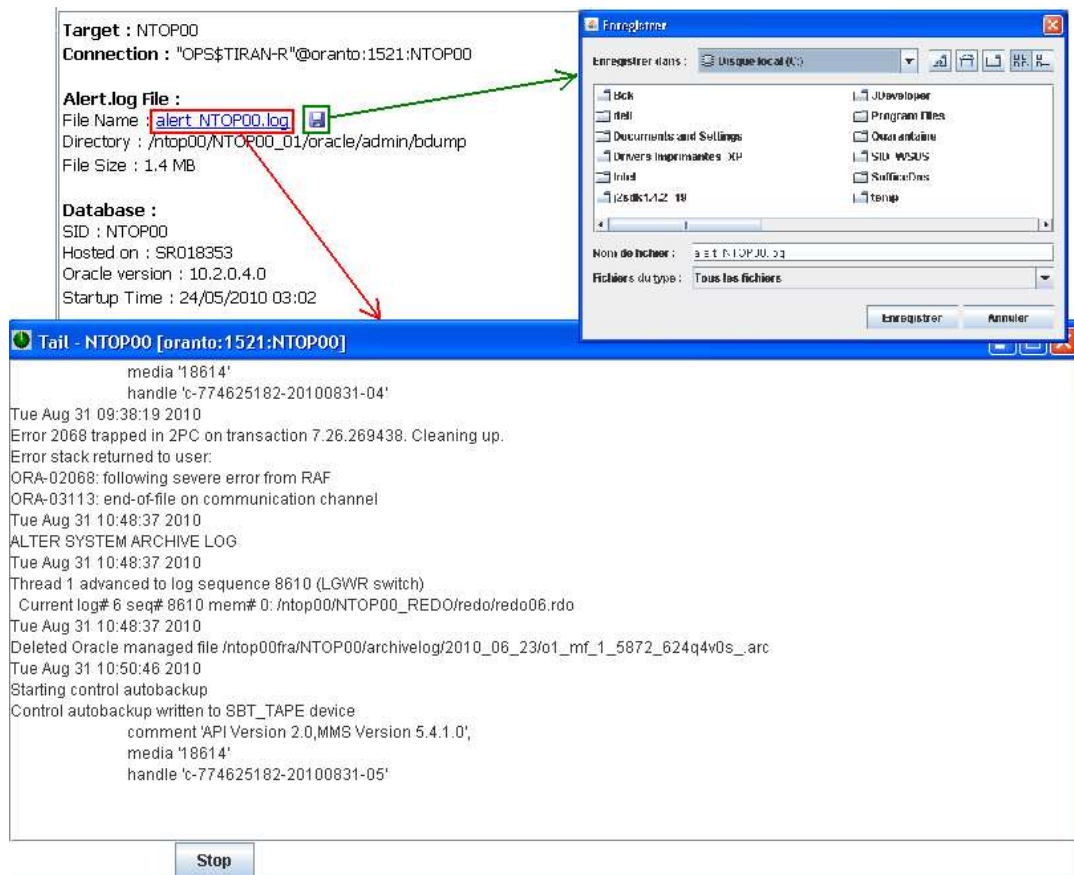 Target : NTOP00
Connection : "OPS$TIRAN-R"@oranto:1521:NTOP00
Alert.log File :
File Name : alert_NTOP00.log
Directory : /ntop00/NTOP00_01/oracle/admin/bdump
File Size : 1.4 MB
Database :
SID : NTOP00
Hosted on : SR018353
Oracle version : 10.2.0.4.0
Startup Time : 24/05/2010 03:02
Enregistrer
Enregistrer dans : Disque local (C:)
Bck
dell
Documents and Settings
Drivers Imprimantes XP
Intel
j2sdk1.4.2_19
JDeveloper
Program Files
Quarantaine
SID_WSUS
temp
Nom de fichier :
Fichiers du type : Tous les fichiers
Enregistrer Annuler
Tail - NTOP00 [oranto:1521:NTOP00]
media '18614'
handle 'c-774625182-20100831-04'
Tue Aug 31 09:38:19 2010
Error 2068 trapped in 2PC on transaction 7.26.269438. Cleaning up.
Error stack returned to user:
ORA-02068: following severe error from RAF
ORA-03113: end-of-file on communication channel
Tue Aug 31 10:48:37 2010
ALTER SYSTEM ARCHIVE LOG
Tue Aug 31 10:48:37 2010
Thread 1 advanced to log sequence 8610 (LGWR switch)
Current log# 6 seq# 8610 mem# 0: /ntop00/NTOP00_REDO/redo/redo06.rdo
Tue Aug 31 10:48:37 2010
Deleted Oracle managed file /ntop00fra/NTOP00/archivelog/2010_06_23/o1_mf_1_5872_624q4v0s_.arc
Tue Aug 31 10:50:46 2010
Starting control autobackup
Control autobackup written to SBT_TAPE device
comment 'API Version 2.0,MMS Version 5.4.1.0',
media '18614'
handle 'c-774625182-20100831-05'
Stop